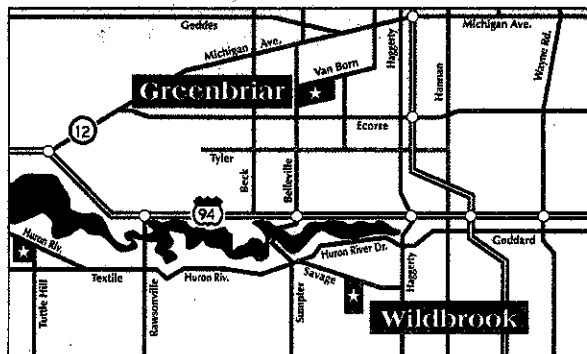 Geddes
Michigan Ave.
Michigan Ave.
Haggerty
Wayne Rd.
Van Born
Hannan
Greenbriar
12
Ecorse
Tyler
Beck
Belleville
94
Huron Riv.
Huron River Dr.
Goddard
Textile
Huron Riv.
Savage
Haggerty
Tuttle Hill
Rawsonville
Sumpter
Wildbrook